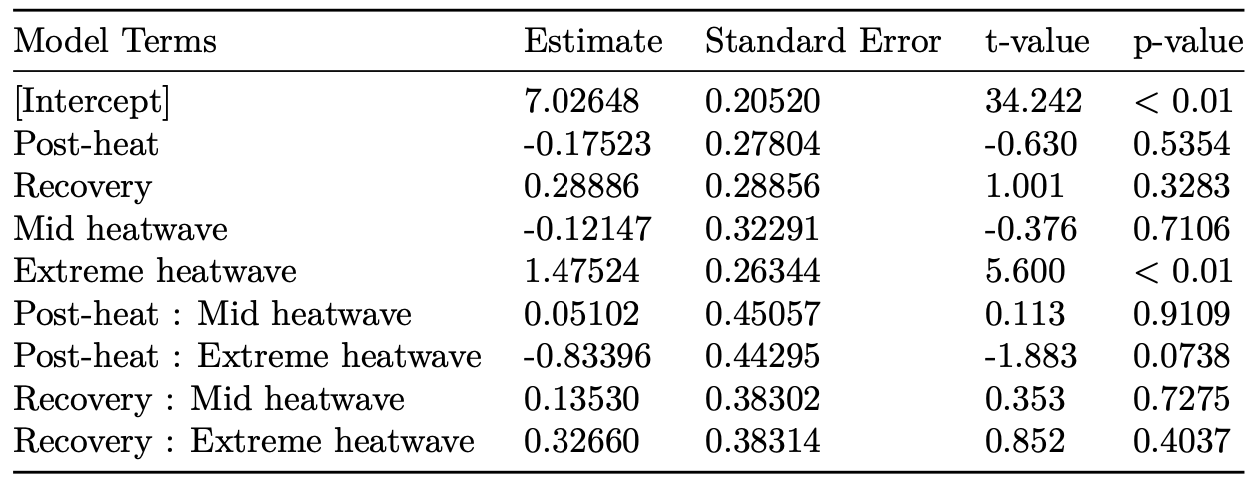 Model Terms Estimate Standard Error t-value p-value
[Intercept] 7.02648 0.20520 34.242 < 0.01
Post-heat -0.17523 0.27804 -0.630 0.5354
Recovery 0.28886 0.28856 1.001 0.3283
Mid heatwave -0.12147 0.32291 -0.376 0.7106
Extreme heatwave 1.47524 0.26344 5.600 < 0.01
Post-heat : Mid heatwave 0.05102 0.45057 0.113 0.9109
Post-heat : Extreme heatwave -0.83396 0.44295 -1.883 0.0738
Recovery : Mid heatwave 0.13530 0.38302 0.353 0.7275
Recovery : Extreme heatwave 0.32660 0.38314 0.852 0.4037